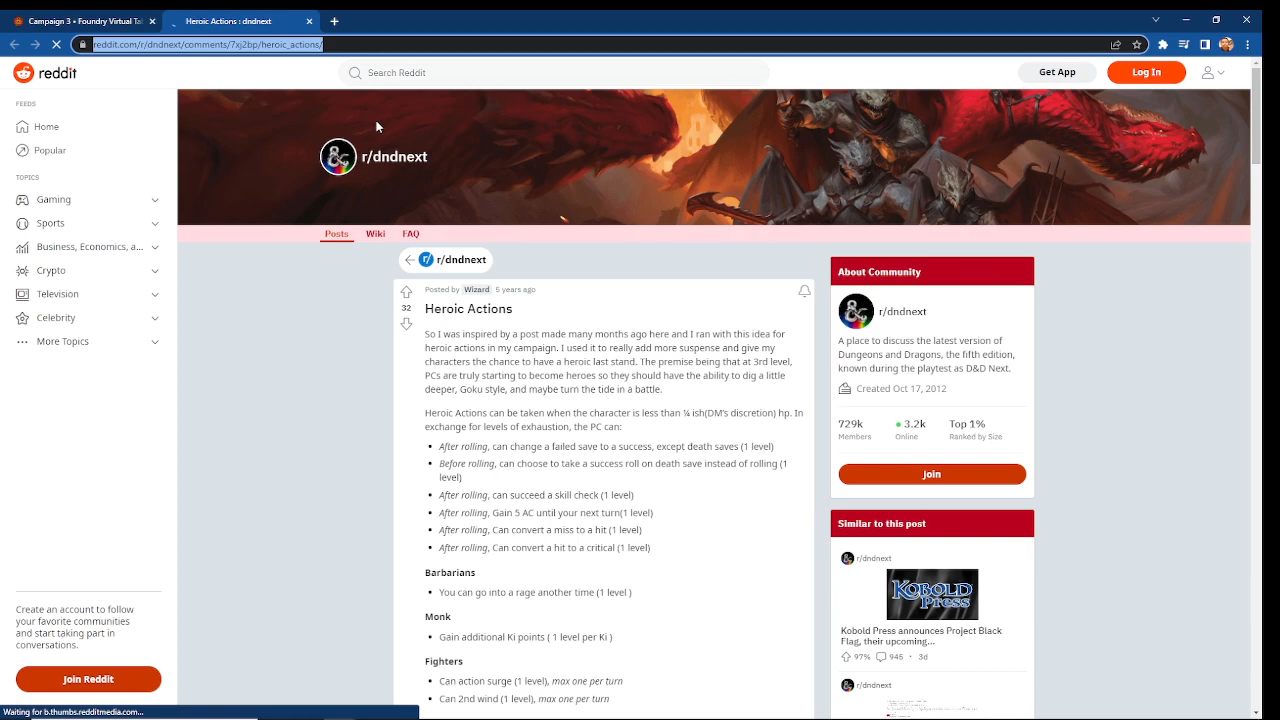 Campaign 1 - Virtual Tal
Heroic Actions : dndnext
reddit.com/r/dndnext/comments/7xj2bp/heroic_actions/
reddit
Search Reddit
Get App
Log In
FEEDS
Home
Popular
TOPICS
Gaming
Sports
Business, Economics, a...
Crypto
Television
Celebrity
More Topics
Create an account to follow
your favorite communities
and start taking part in
conversations.
Join Reddit
Waiting for b.thumbs.redditmedia.com...
r/dndnext
Posts Wiki FAQ
r/ r/dndnext
Posted by Wizard 5 years ago
32
Heroic Actions
So I was inspired by a post made many months ago here and I ran with this idea for
heroic actions in my campaign. I used it to really add more suspense and give my
characters the chance to have a heroic last stand. The premise being that at 3rd level,
PCs are truly starting to become heroes so they should have the ability to dig a little
deeper, Goku style, and maybe turn the tide in a battle.
Heroic Actions can be taken when the character is less than ¼ ish(DM's discretion) hp. In
exchange for levels of exhaustion, the PC can:
• After rolling, can change a failed save to a success, except death saves (1 level)
• Before rolling, can choose to take a success roll on death save instead of rolling (1
level)
• After rolling, can succeed a skill check (1 level)
• After rolling, Gain 5 AC until your next turn(1 level)
• After rolling, Can convert a miss to a hit (1 level)
• After rolling, Can convert a hit to a critical (1 level)
Barbarians
• You can go into a rage another time (1 level )
Monk
• Gain additional Ki points ( 1 level per Ki )
Fighters
• Can action surge (1 level), max one per turn
• Can 2nd wind (1 level), max one per turn
About Community
r/dndnext
A place to discuss the latest version of
Dungeons and Dragons, the fifth edition,
known during the playtest as D&D Next.
Created Oct 17, 2012
729k 3.2k Top 1%
Members Online Ranked by Size
Join
Similar to this post
r/dndnext
KOBOLD
Press
Kobold Press announces Project Black
Flag, their upcoming...
97% 945 · 3d
r/dndnext